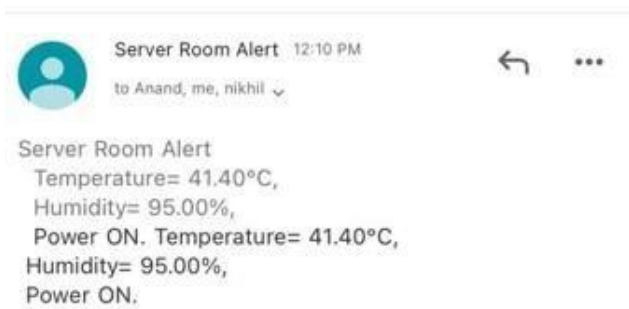 Server Room Alert 12:10 PM
to Anand, me, nikhil
Server Room Alert
Temperature= 41.40°C,
Humidity= 95.00%,
Power ON. Temperature= 41.40°C,
Humidity= 95.00%,
Power ON.